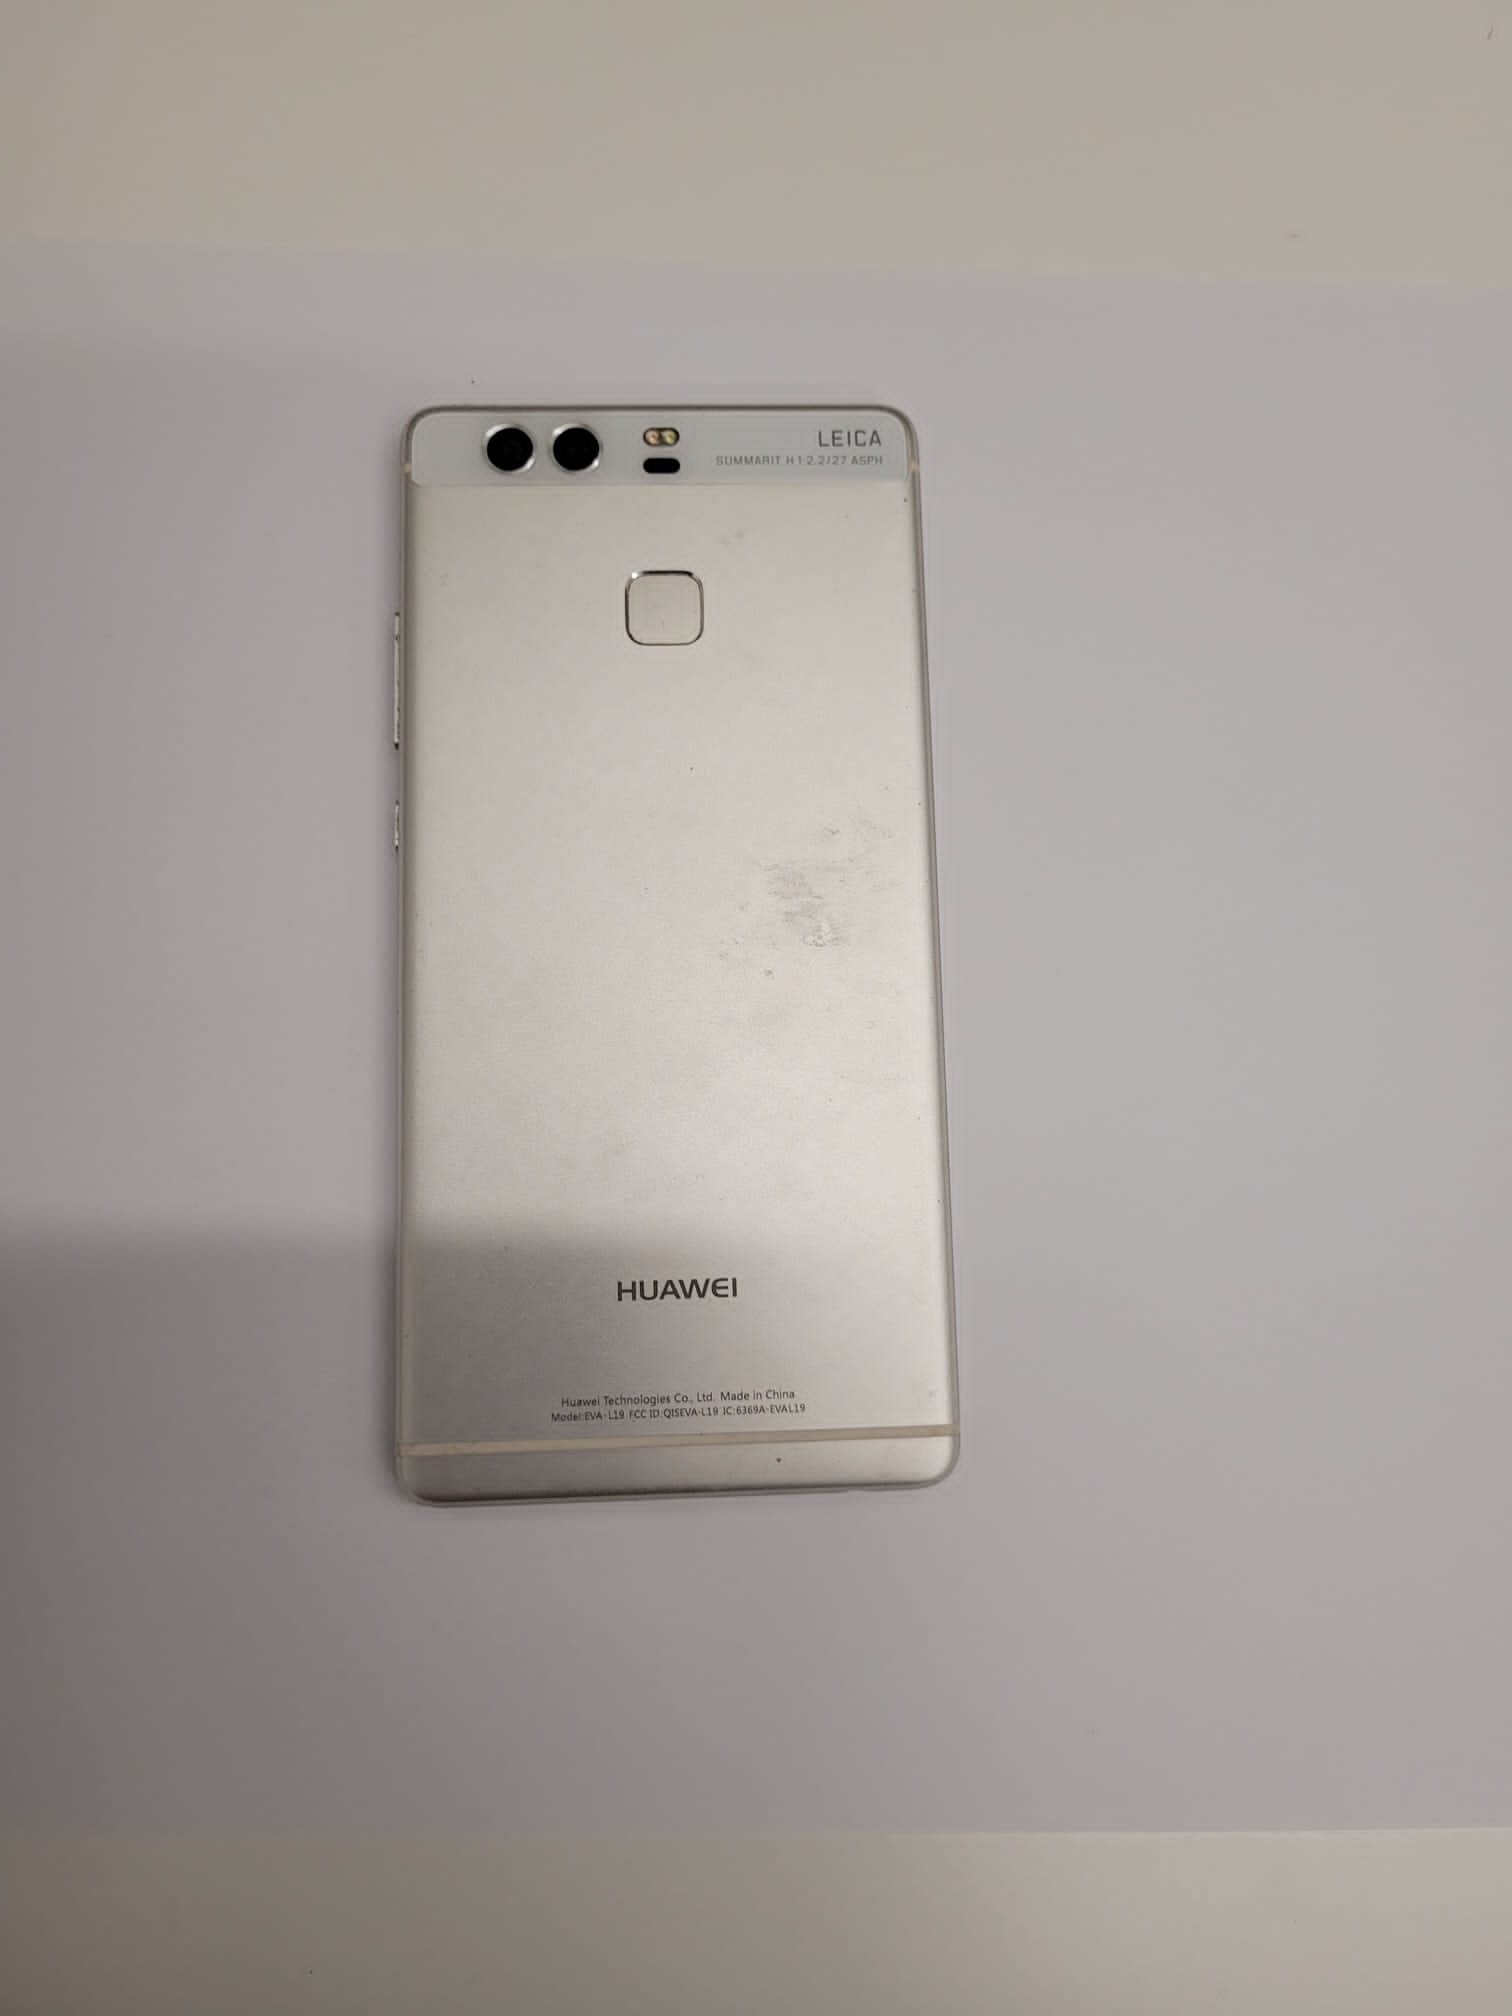 LEICA
SUMMARIT H 1:2.2/27 ASPH
HUAWEI
Huawei Technologies Co., Ltd. Made in China
Model:EVA-L19 FCC ID:QISEVA-L19 IC:6369A-EVAL19